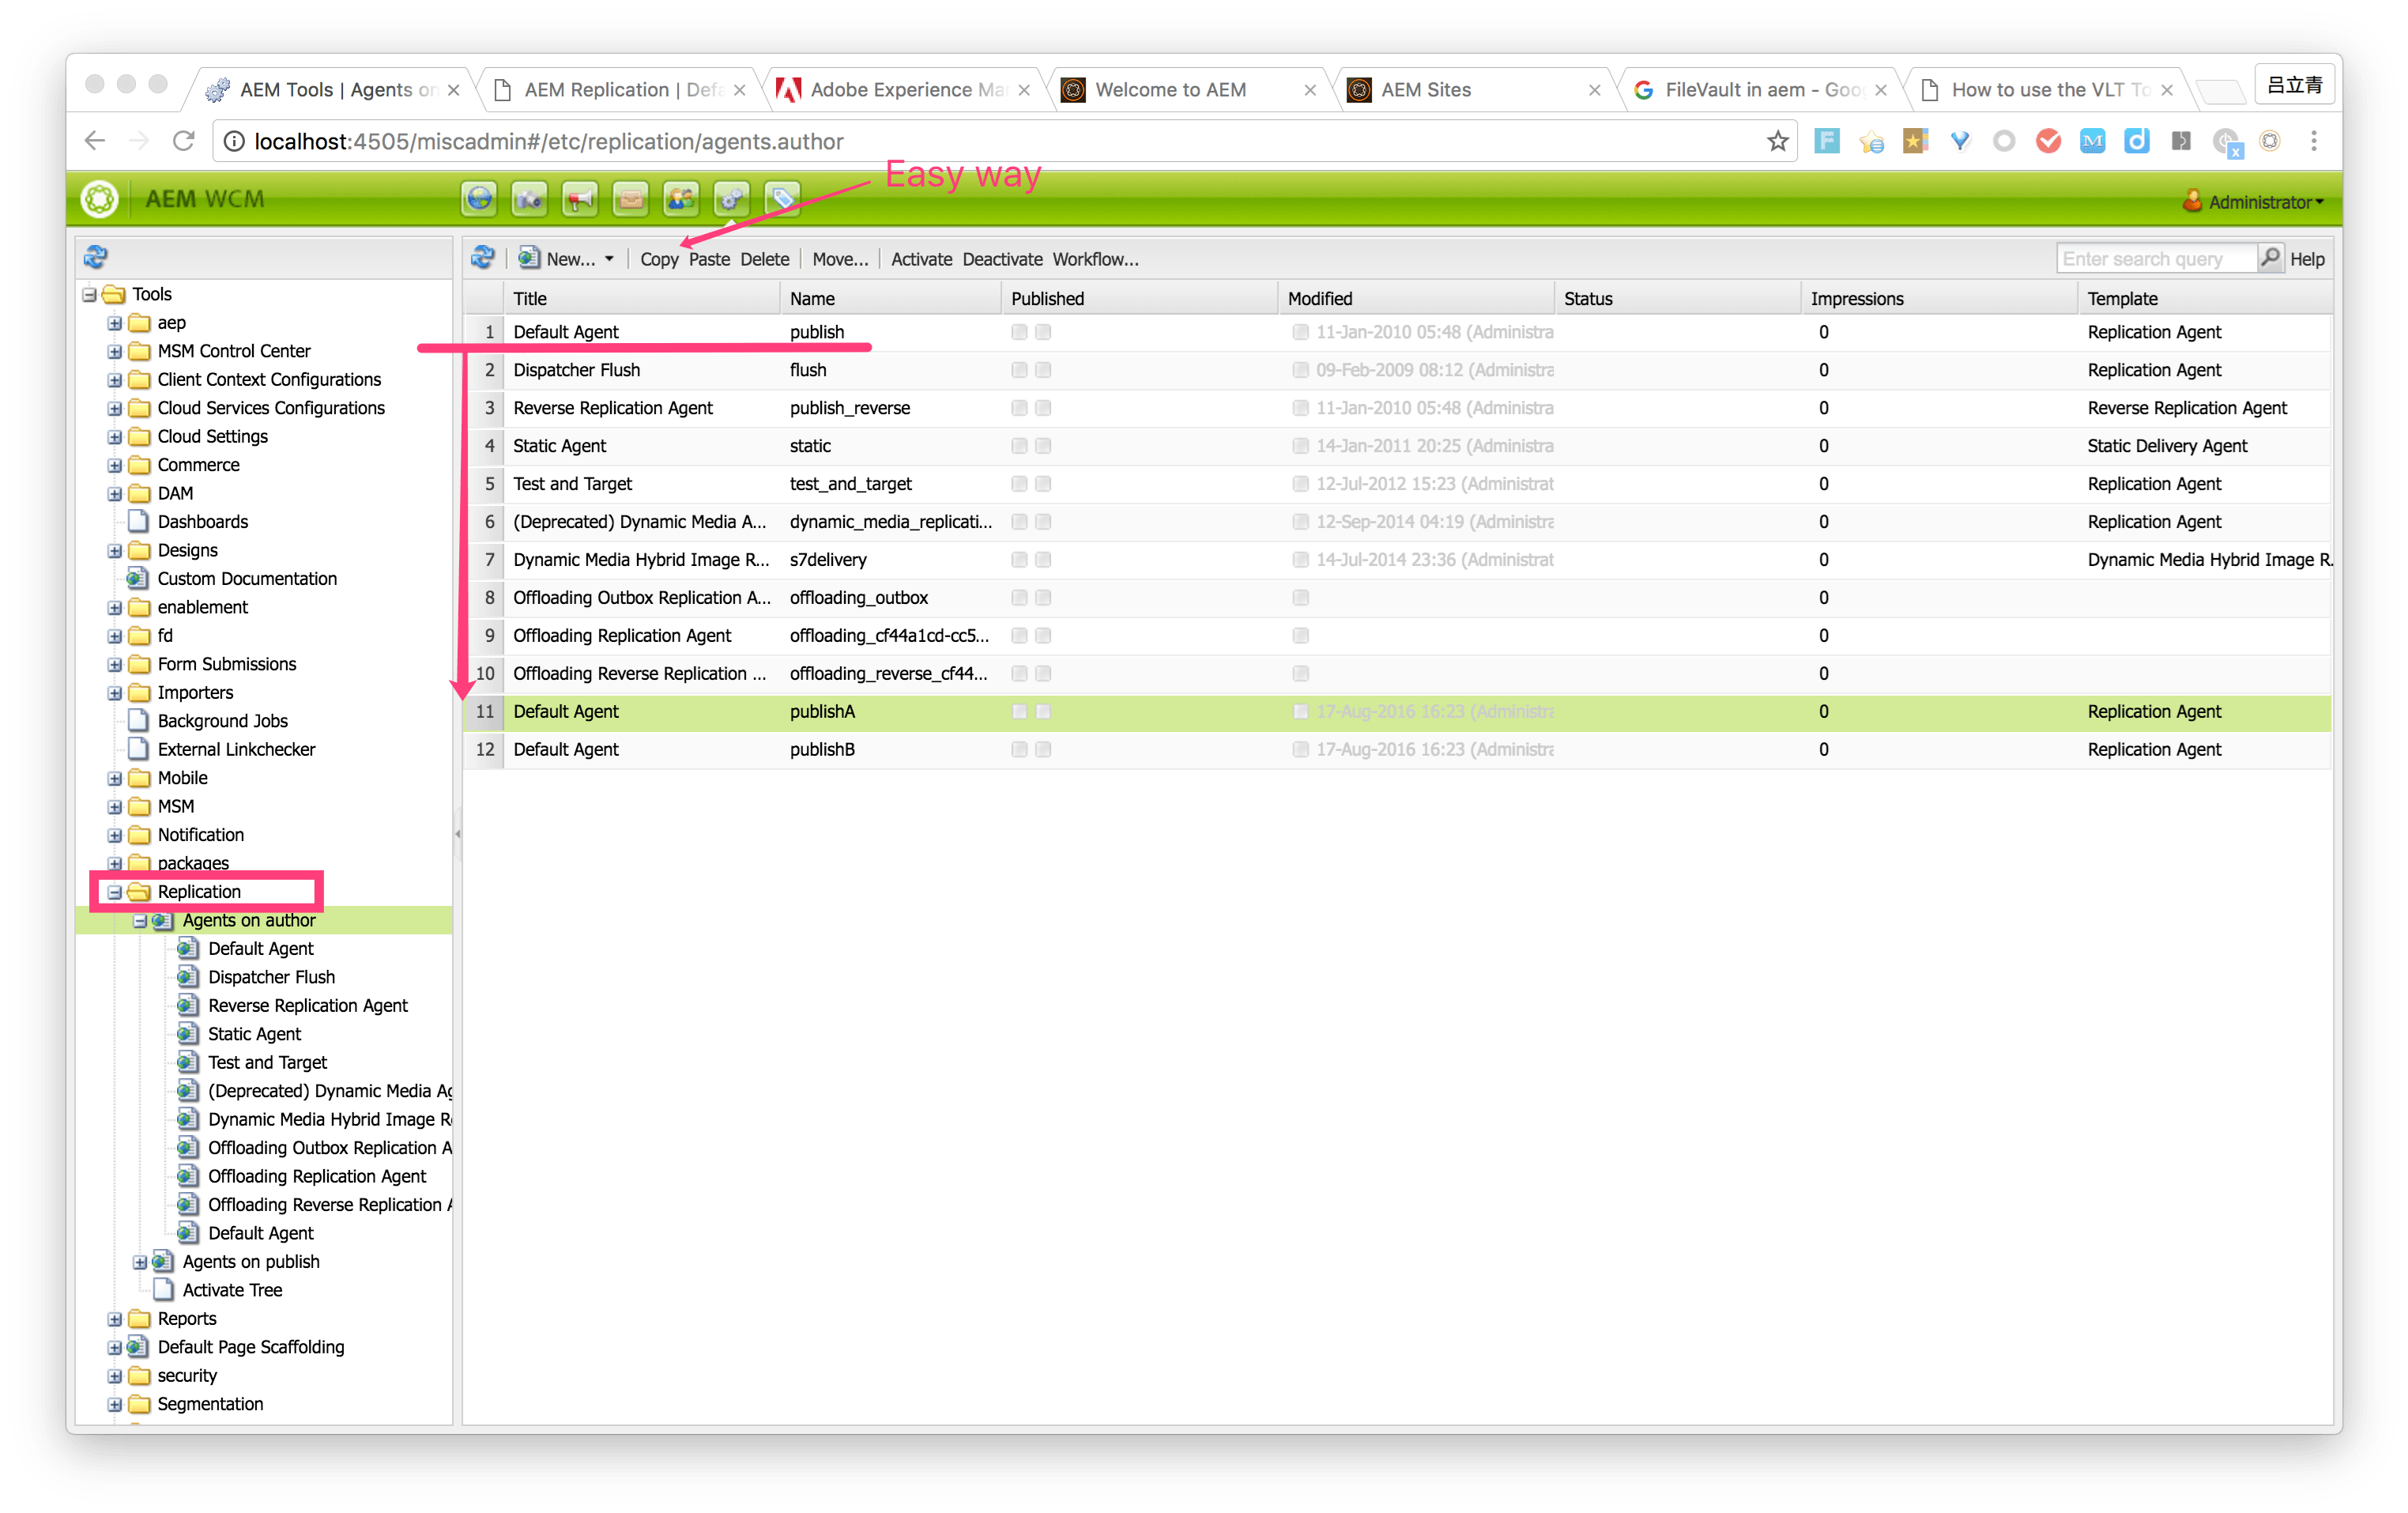 AEM Tools | Agents on
AEM Replication | Defa
Adobe Experience Man
Welcome to AEM
AEM Sites
FileVault in aem - Goog
How to use the VLT To
吕立青
localhost:4505/miscadmin#/etc/replication/agents.author
Easy way
AEM WCM
Administrator
New...
Copy Paste Delete
Move...
Activate Deactivate Workflow...
Enter search query
Help
Tools
aep
MSM Control Center
Client Context Configurations
Cloud Services Configurations
Cloud Settings
Commerce
DAM
Dashboards
Designs
Custom Documentation
enablement
fd
Form Submissions
Importers
Background Jobs
External Linkchecker
Mobile
MSM
Notification
packages
Replication
Agents on author
Default Agent
Dispatcher Flush
Reverse Replication Agent
Static Agent
Test and Target
(Deprecated) Dynamic Media Ag
Dynamic Media Hybrid Image Re
Offloading Outbox Replication A
Offloading Replication Agent
Offloading Reverse Replication A
Default Agent
Agents on publish
Activate Tree
Reports
Default Page Scaffolding
security
Segmentation
Title Name Published Modified Status Impressions Template
1 Default Agent publish 11-Jan-2010 05:48 (Administra 0 Replication Agent
2 Dispatcher Flush flush 09-Feb-2009 08:12 (Administra 0 Replication Agent
3 Reverse Replication Agent publish_reverse 11-Jan-2010 05:48 (Administra 0 Reverse Replication Agent
4 Static Agent static 14-Jan-2011 20:25 (Administra 0 Static Delivery Agent
5 Test and Target test_and_target 12-Jul-2012 15:23 (Administrat 0 Replication Agent
6 (Deprecated) Dynamic Media A... dynamic_media_replicati... 12-Sep-2014 04:19 (Administra 0 Replication Agent
7 Dynamic Media Hybrid Image R... s7delivery 14-Jul-2014 23:36 (Administrat 0 Dynamic Media Hybrid Image R.
8 Offloading Outbox Replication A... offloading_outbox 0
9 Offloading Replication Agent offloading_cf44a1cd-cc5... 0
10 Offloading Reverse Replication ... offloading_reverse_cf44... 0
11 Default Agent publishA 17-Aug-2016 16:23 (Administra 0 Replication Agent
12 Default Agent publishB 17-Aug-2016 16:23 (Administra 0 Replication Agent